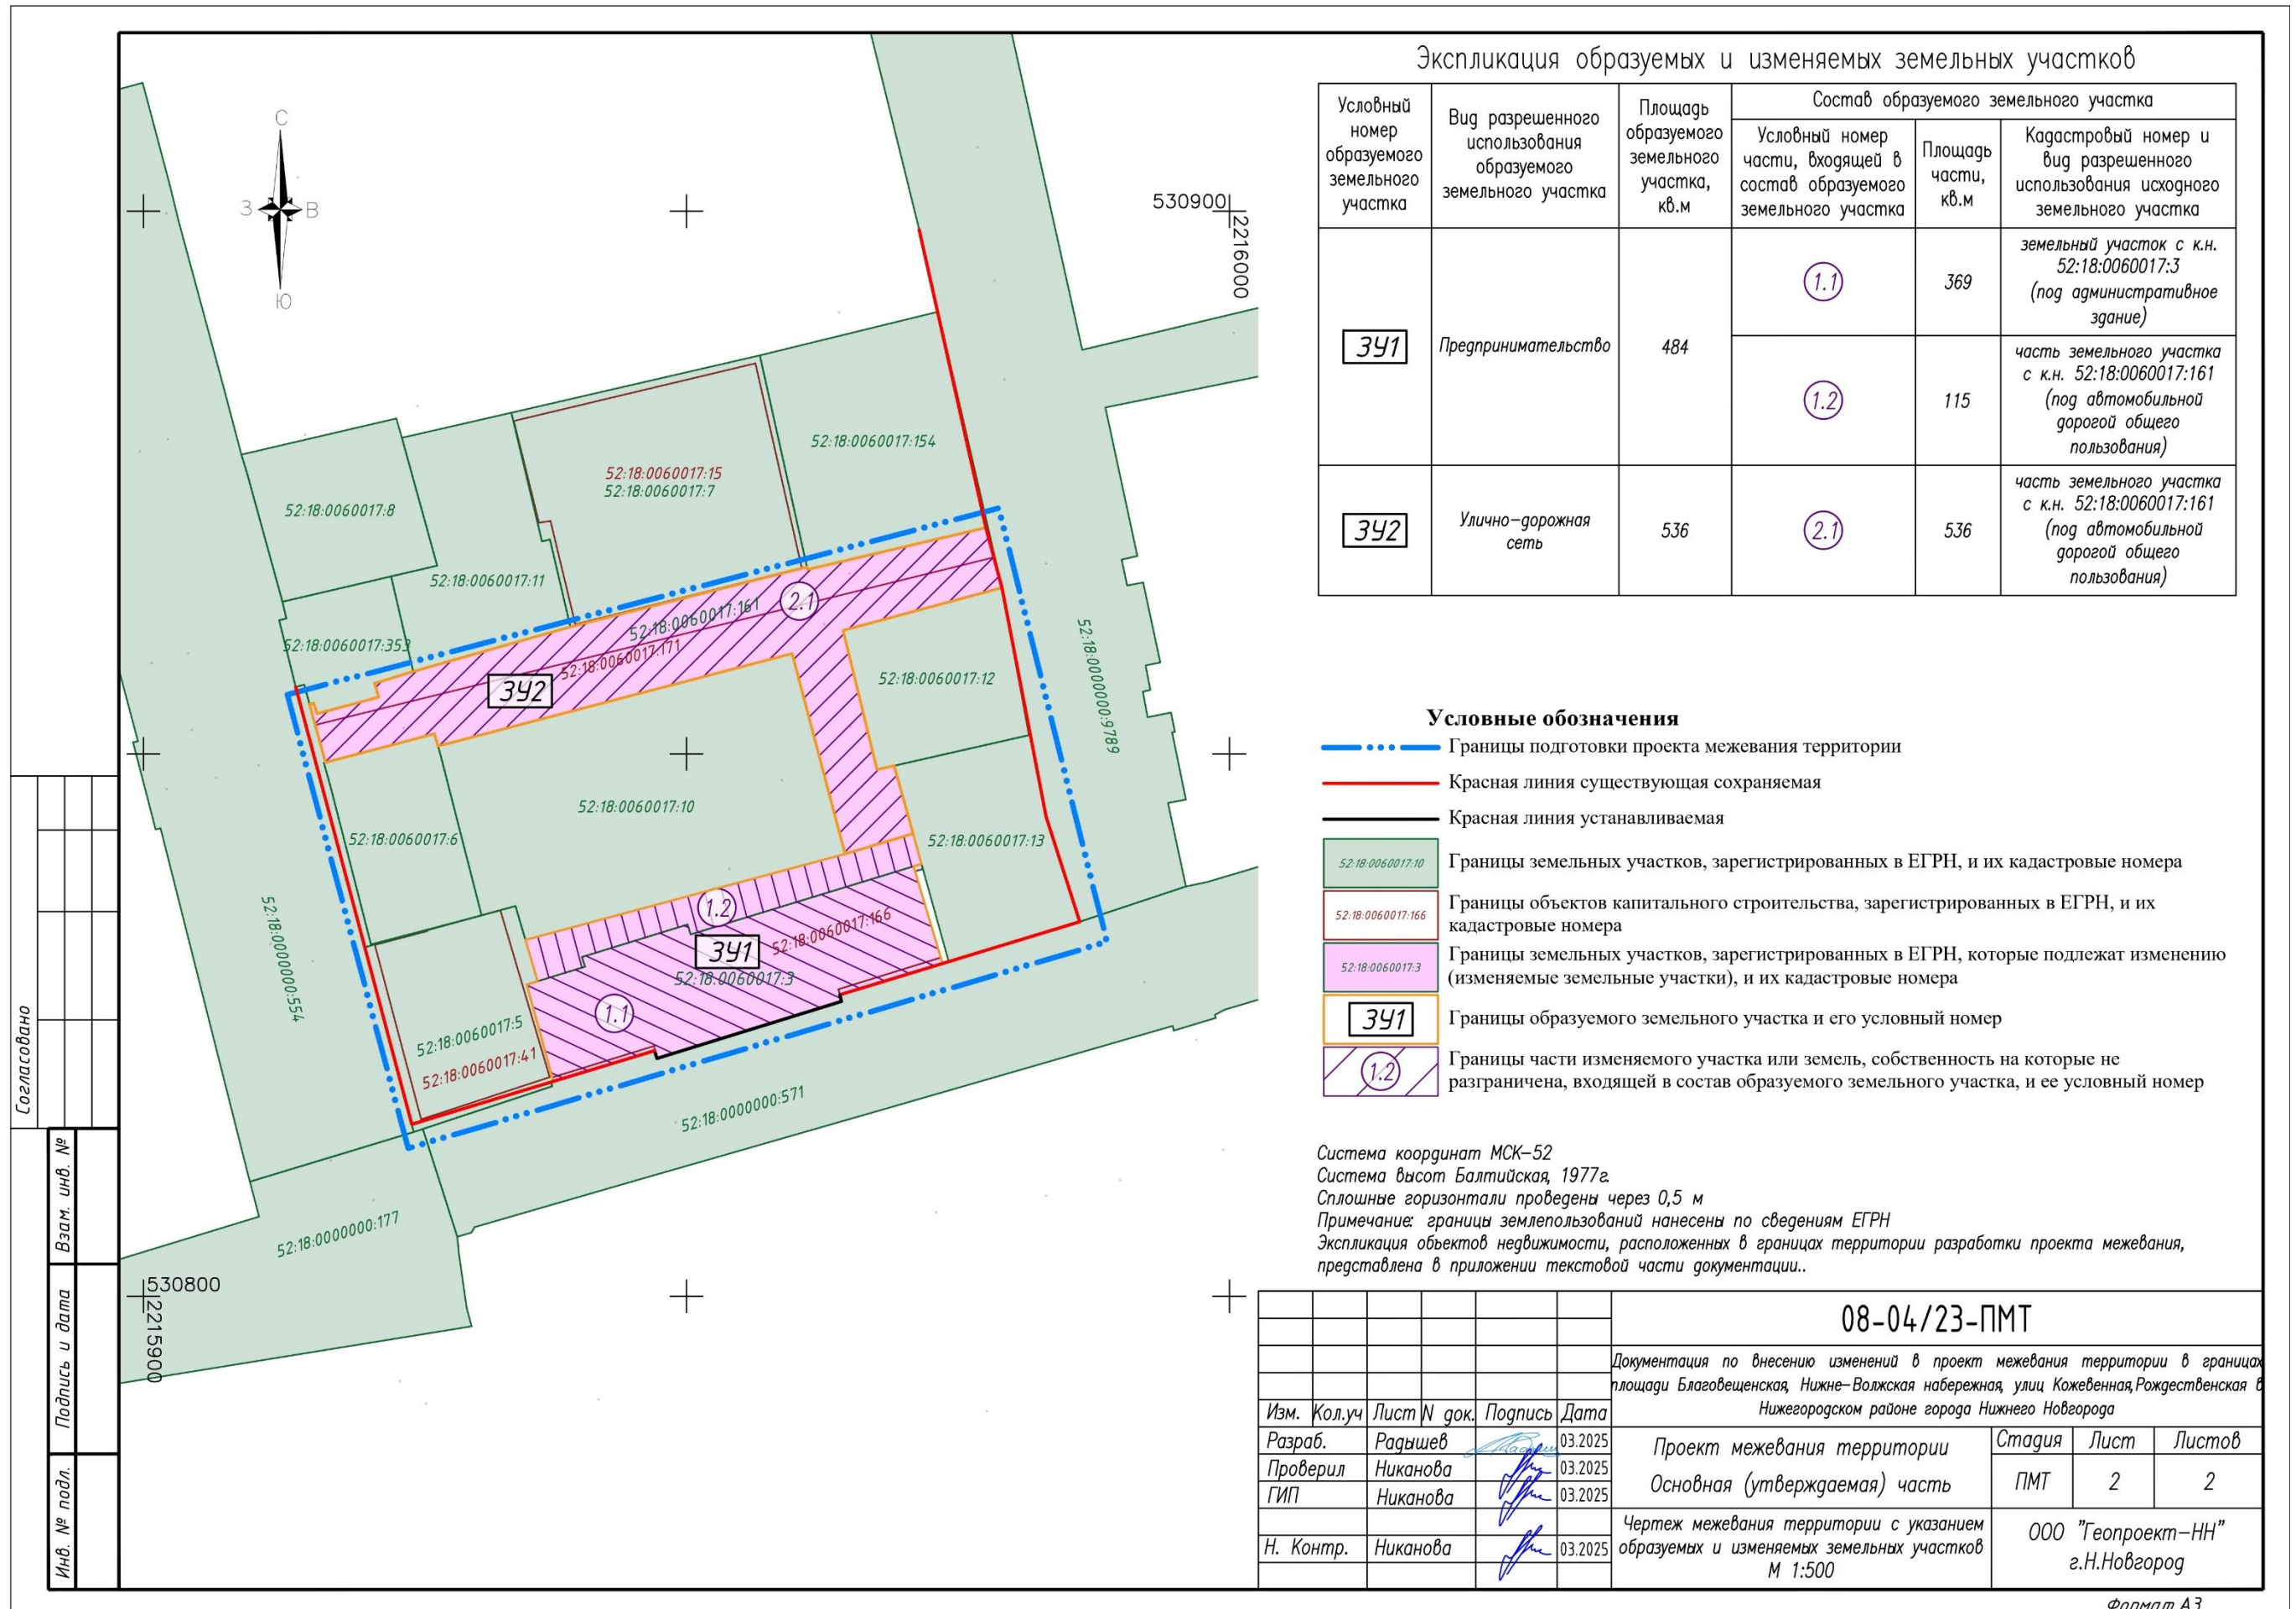 Экспликация образуемых и изменяемых земельных участков
Условный
номер
образуемого
земельного
участка
Вид разрешенного
использования
образуемого
земельного участка
Площадь
образуемого
земельного
участка,
кв.м
Состав образуемого земельного участка
Условный номер
части, входящей в
состав образуемого
земельного участка
Площадь
части,
кв.м
Кадастровый номер и
вид разрешенного
использования исходного
земельного участка
ЗУ1
Предпринимательство
484
1.1
369
земельный участок с к.н.
52:18:0060017:3
(под административное
здание)
1.2
115
часть земельного участка
с к.н. 52:18:0060017:161
(под автомобильной
дорогой общего
пользования)
ЗУ2
Улично-дорожная
сеть
536
2.1
536
часть земельного участка
с к.н. 52:18:0060017:161
(под автомобильной
дорогой общего
пользования)
С
З
В
Ю
530900
2216000
52:18:0060017:154
52:18:0060017:15
52:18:0060017:7
52:18:0060017:8
52:18:0060017:11
52:18:0060017:353
52:18:0060017:161
2.1
52:18:0060017:171
ЗУ2
52:18:0060017:12
52:18:0000000:9789
52:18:0060017:10
52:18:0060017:6
52:18:0060017:13
1.2
52:18:0060017:166
ЗУ1
52:18:0060017:3
1.1
52:18:0000000:554
52:18:0060017:5
52:18:0060017:41
52:18:0000000:571
52:18:0000000:177
530800
2215900
Условные обозначения
Границы подготовки проекта межевания территории
Красная линия существующая сохраняемая
Красная линия устанавливаемая
52:18:0060017:10
Границы земельных участков, зарегистрированных в ЕГРН, и их кадастровые номера
52:18:0060017:166
Границы объектов капитального строительства, зарегистрированных в ЕГРН, и их
кадастровые номера
52:18:0060017:3
Границы земельных участков, зарегистрированных в ЕГРН, которые подлежат изменению
(изменяемые земельные участки), и их кадастровые номера
ЗУ1
Границы образуемого земельного участка и его условный номер
1.2
Границы части изменяемого участка или земель, собственность на которые не
разграничена, входящей в состав образуемого земельного участка, и ее условный номер
Система координат МСК-52
Система высот Балтийская, 1977г.
Сплошные горизонтали проведены через 0,5 м
Примечание: границы землепользований нанесены по сведениям ЕГРН
Экспликация объектов недвижимости, расположенных в границах территории разработки проекта межевания,
представлена в приложении текстовой части документации..
Согласовано
Взам. инв. №
Подпись и дата
Инв. № подл.
08-04/23-ПМТ
Документация по внесению изменений в проект межевания территории в границах
площади Благовещенская, Нижне-Волжская набережная, улиц Кожевенная,Рождественская в
Нижегородском районе города Нижнего Новгорода
Изм. Кол.уч Лист N док. Подпись Дата
Разраб. Радышев 03.2025
Проверил Никанова 03.2025
ГИП Никанова 03.2025
Н. Контр. Никанова 03.2025
Проект межевания территории
Основная (утверждаемая) часть
Стадия Лист Листов
ПМТ 2 2
Чертеж межевания территории с указанием
образуемых и изменяемых земельных участков
М 1:500
ООО "Геопроект-НН"
г.Н.Новгород
Формат А3